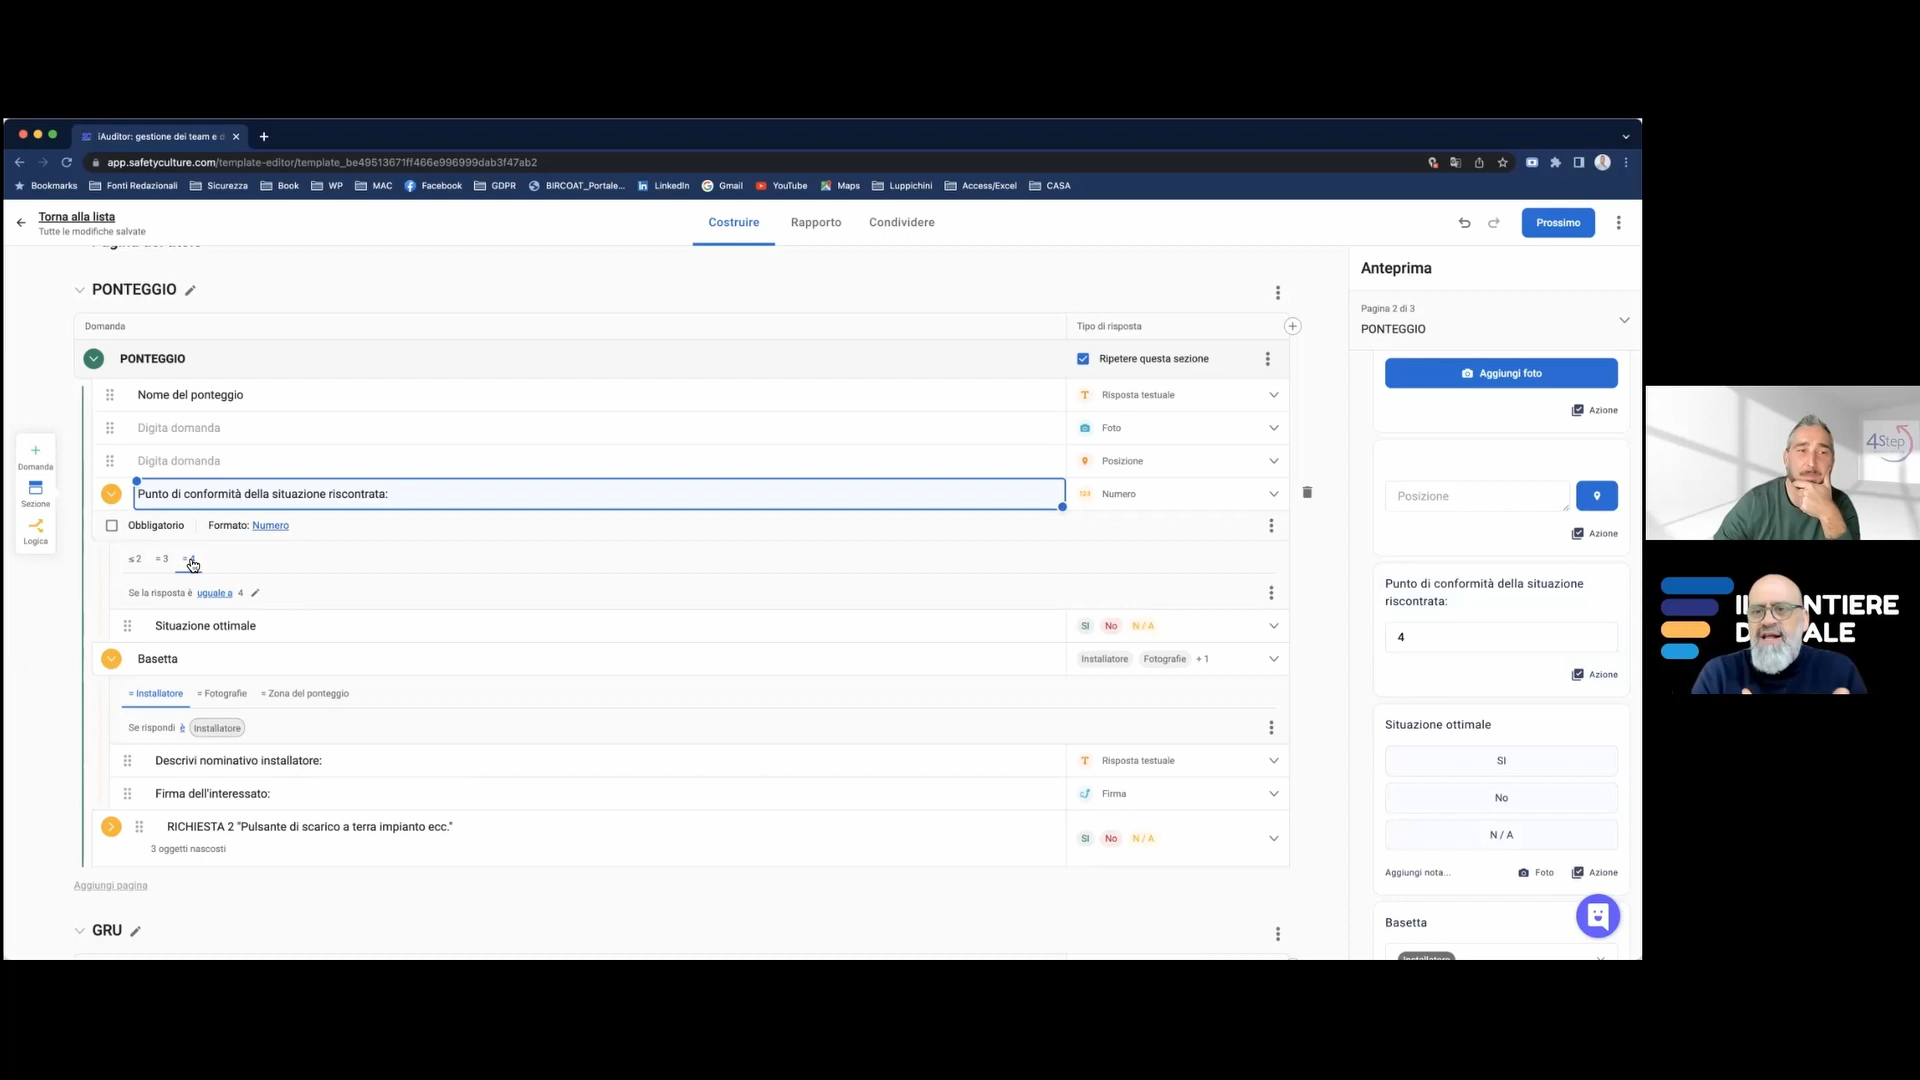 iAuditor: gestione dei team e d
app.safetyculture.com/template-editor/template_be49513671ff466e996999dab3f47ab2
Bookmarks Fonti Redazionali Sicurezza Book WP MAC Facebook GDPR BIRCOAT_Portale... LinkedIn Gmail YouTube Maps Luppichini Access/Excel CASA
Torna alla lista
Tutte le modifiche salvate
Costruire Rapporto Condividere
Prossimo
PONTEGGIO
Domanda Tipo di risposta
PONTEGGIO Ripetere questa sezione
Nome del ponteggio Risposta testuale
Digita domanda Foto
Digita domanda Posizione
Punto di conformità della situazione riscontrata: 123 Numero
Obbligatorio Formato: Numero
≤ 2 = 3 = 4
Se la risposta è uguale a 4
Situazione ottimale SI No N / A
Basetta Installatore Fotografie + 1
= Installatore = Fotografie = Zona del ponteggio
Se rispondi è Installatore
Descrivi nominativo installatore: Risposta testuale
Firma dell'interessato: Firma
RICHIESTA 2 "Pulsante di scarico a terra impianto ecc." SI No N / A
3 oggetti nascosti
Aggiungi pagina
GRU
Domanda
Sezione
Logica
Anteprima
Pagina 2 di 3
PONTEGGIO
Aggiungi foto
Azione
Posizione
Azione
Punto di conformità della situazione
riscontrata:
4
Azione
Situazione ottimale
SI
No
N / A
Aggiungi nota... Foto Azione
Basetta
Installatore
4Step